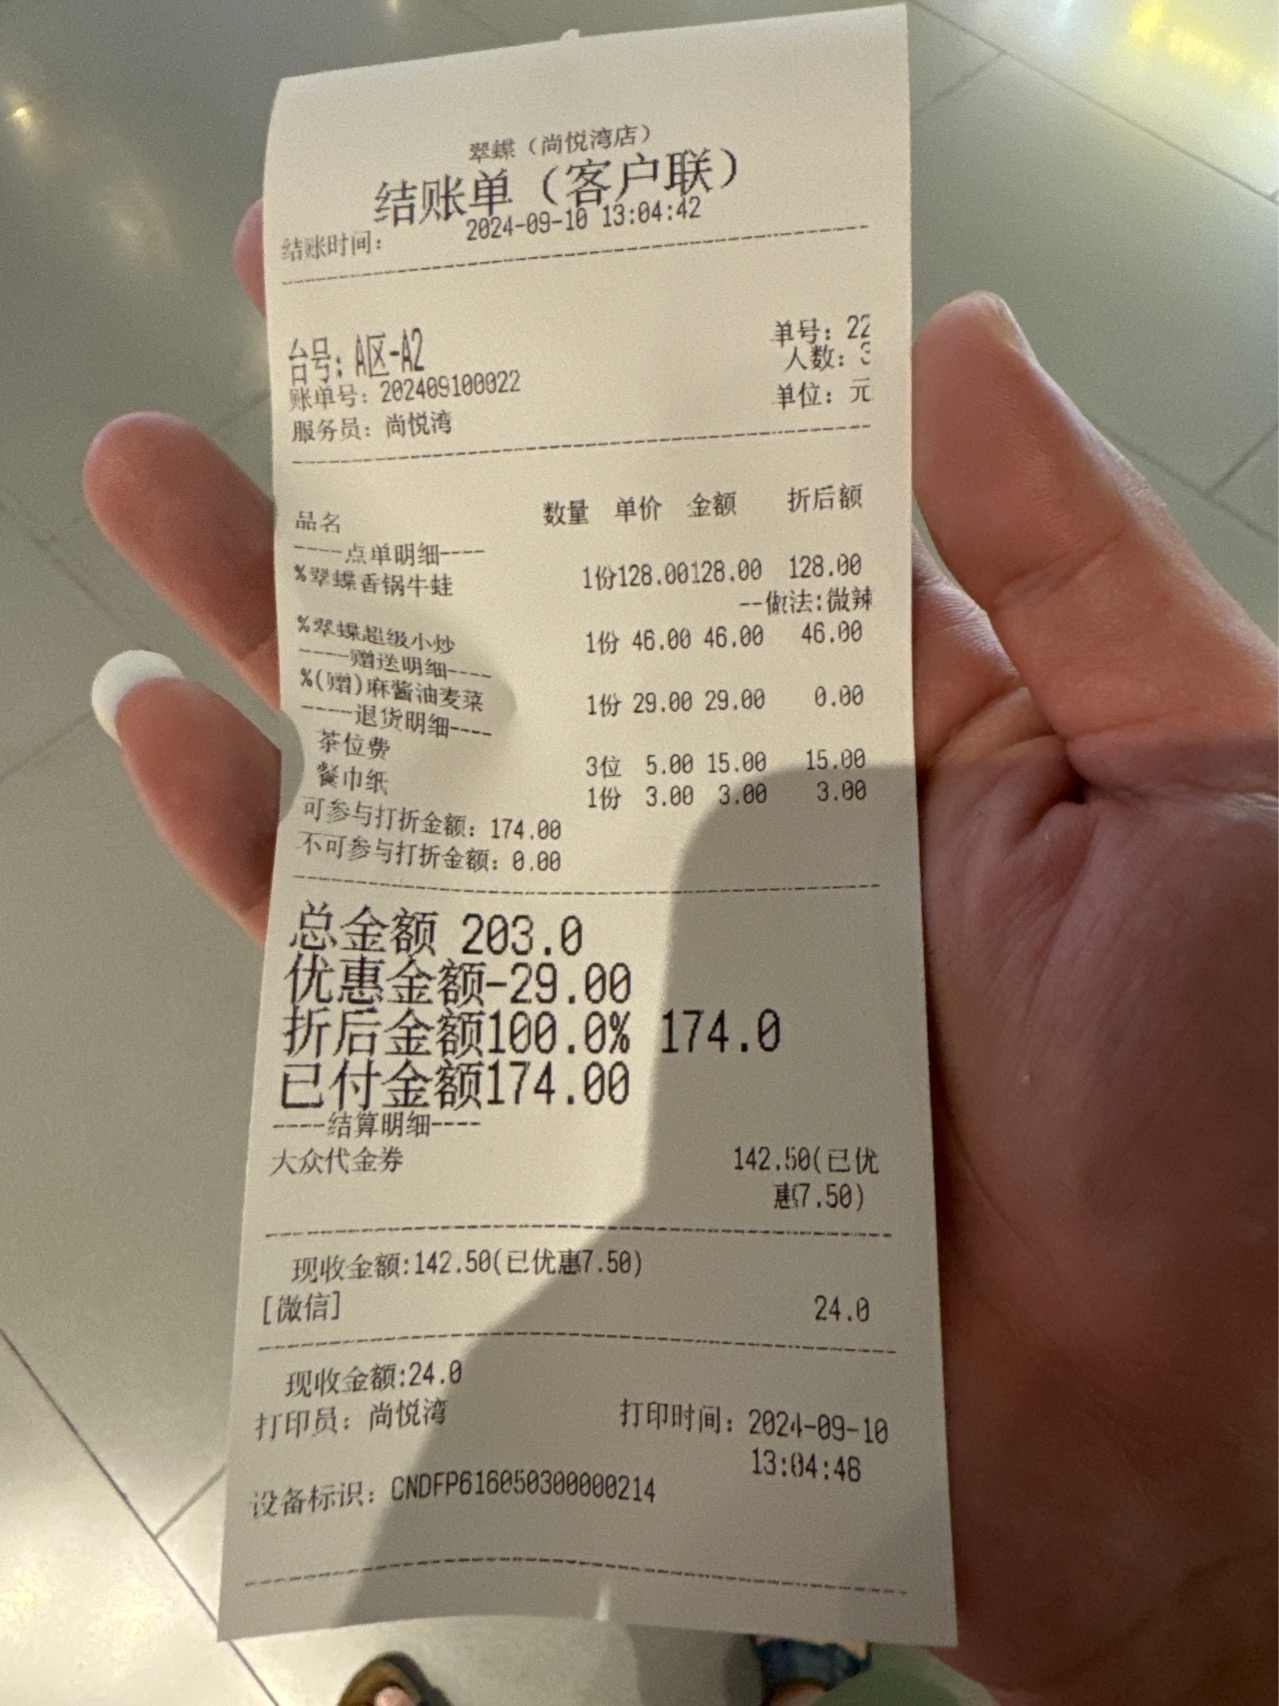 翠蝶（尚悦湾店）
结账单（客户联）
结账时间： 2024-09-10 13:04:42
台号：A区-A2 单号：22
人数：3
账单号：202409100022
单位：元
服务员：尚悦湾
品名 数量 单价 金额 折后额
----点单明细----
%翠蝶香锅牛蛙 1份128.00128.00 128.00
--做法:微辣
%翠蝶超级小炒 1份 46.00 46.00 46.00
----赠送明细----
%(赠)麻酱油麦菜 1份 29.00 29.00 0.00
----退货明细----
茶位费 3位 5.00 15.00 15.00
餐巾纸 1份 3.00 3.00 3.00
可参与打折金额：174.00
不可参与打折金额：0.00
总金额 203.0
优惠金额-29.00
折后金额100.0% 174.0
已付金额174.00
----结算明细----
大众代金券 142.50(已优
惠7.50)
现收金额:142.50(已优惠7.50)
[微信] 24.0
现收金额:24.0
打印员：尚悦湾 打印时间：2024-09-10
13:04:46
设备标识：CNDFP616050300000214